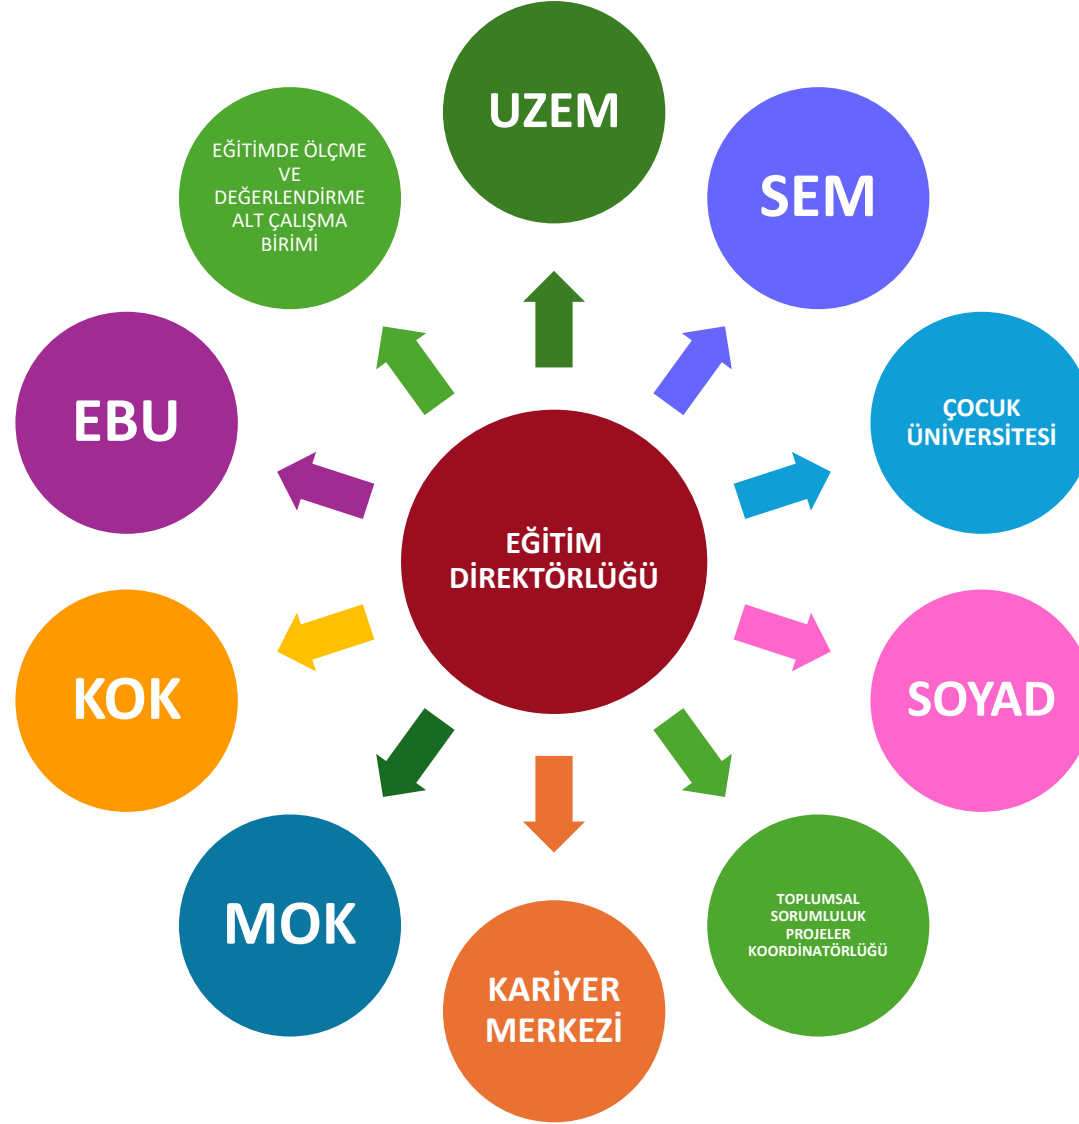 UZEM
SEM
ÇOCUK
ÜNİVERSİTESİ
SOYAD
TOPLUMSAL
SORUMLULUK
PROJELER
KOORDİNATÖRLÜĞÜ
KARİYER
MERKEZİ
MOK
KOK
EBU
EĞİTİMDE ÖLÇME
VE
DEĞERLENDİRME
ALT ÇALIŞMA
BİRİMİ
EĞİTİM
DİREKTÖRLÜĞÜ